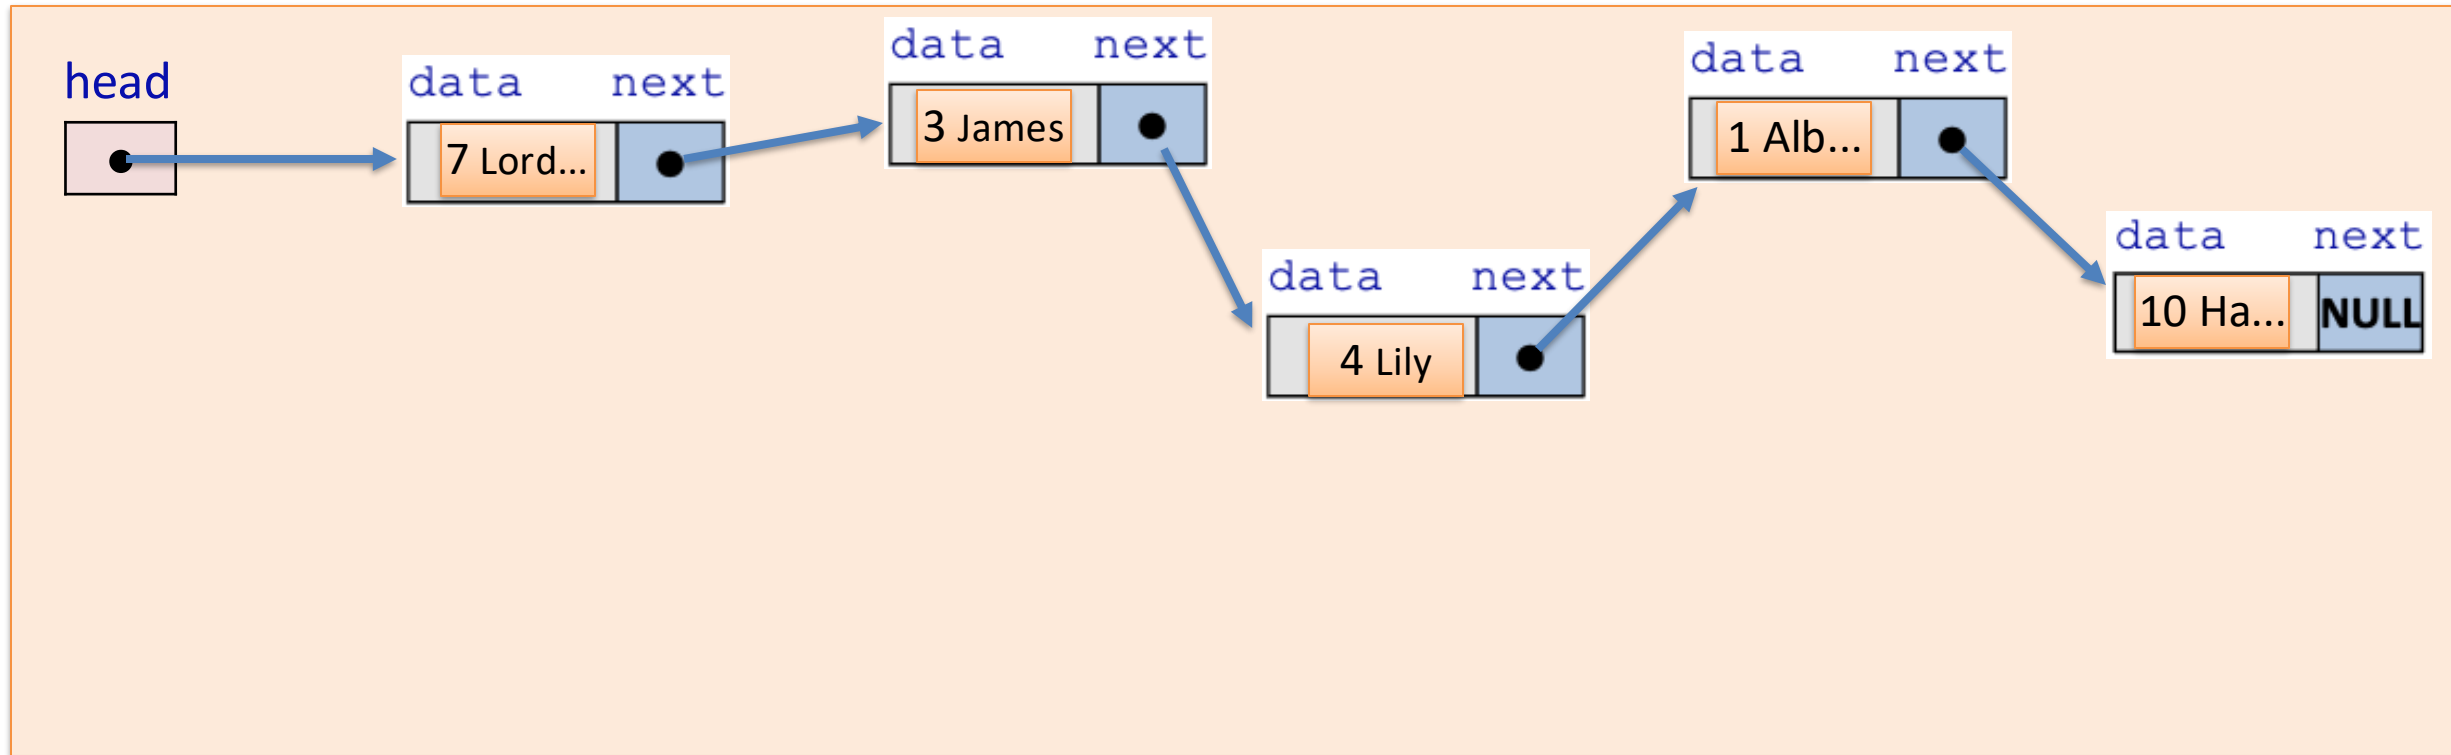 head
data next
7 Lord...
data next
3 James
data next
4 Lily
data next
1 Alb...
data next
10 Ha... NULL